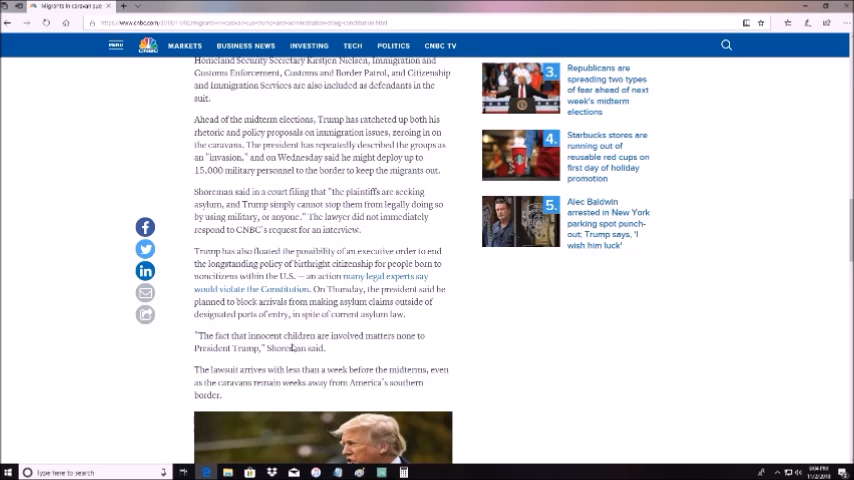 Migrants in caravan sue
https://www.cnbc.com/2018/11/02/migrants-in-caravan-sue-trump-and-administration-citing-constitution.html
MENU
CNBC
MARKETS
BUSINESS NEWS
INVESTING
TECH
POLITICS
CNBC TV
Homeland Security Secretary Kirstjen Nielsen, Immigration and
Customs Enforcement, Customs and Border Patrol, and Citizenship
and Immigration Services are also included as defendants in the
suit.
Ahead of the midterm elections, Trump has ratcheted up both his
rhetoric and policy proposals on immigration issues, zeroing in on
the caravans. The president has repeatedly described the groups as
an "invasion," and on Wednesday said he might deploy up to
15,000 military personnel to the border to keep the migrants out.
Shoreman said in a court filing that "the plaintiffs are seeking
asylum, and Trump simply cannot stop them from legally doing so
by using military, or anyone." The lawyer did not immediately
respond to CNBC's request for an interview.
Trump has also floated the possibility of an executive order to end
the longstanding policy of birthright citizenship for people born to
noncitizens within the U.S. — an action many legal experts say
would violate the Constitution. On Thursday, the president said he
planned to block arrivals from making asylum claims outside of
designated ports of entry, in spite of current asylum law.
"The fact that innocent children are involved matters none to
President Trump," Shoreman said.
The lawsuit arrives with less than a week before the midterms, even
as the caravans remain weeks away from America's southern
border.
3.
Republicans are
spreading two types
of fear ahead of next
week's midterm
elections
4.
Starbucks stores are
running out of
reusable red cups on
first day of holiday
promotion
5.
Alec Baldwin
arrested in New York
parking spot punch-
out; Trump says, 'I
wish him luck'
Type here to search
8:04 PM
11/2/2018